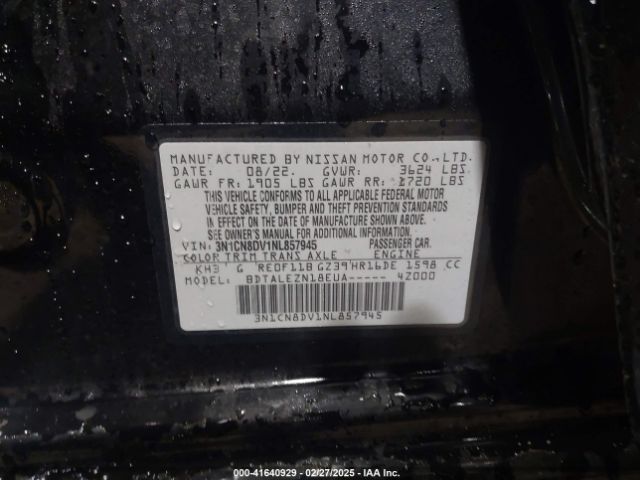 MANUFACTURED BY NISSAN MOTOR CO.,LTD.
DATE: 08/22. GVWR: 3624 LBS
GAWR FR: 1905 LBS GAWR RR: 1720 LBS
THIS VEHICLE CONFORMS TO ALL APPLICABLE FEDERAL MOTOR
VEHICLE SAFETY, BUMPER AND THEFT PREVENTION STANDARDS
IN EFFECT ON THE DATE OF MANUFACTURE SHOWN ABOVE.
SEE OWNER'S MANUAL.
VIN: 3N1CN8DV1NL857945 PASSENGER CAR.
COLOR TRIM TRANS AXLE ENGINE
KH3 G RE0F11B GZ39 HR16DE 1598 CC
MODEL: BDTALEZN18EUA----- 42000
3N1CN8DV1NL857945
000-41640929 - 02/27/2025 - IAA Inc.